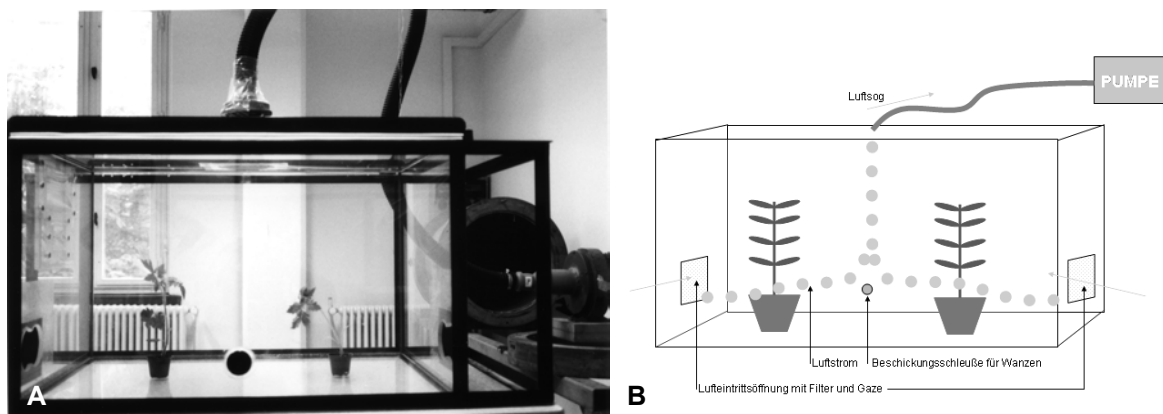 A
PUMPE
Luftsog
Luftstrom
Beschickungsschleuße für Wanzen
Lufteintrittsöffnung mit Filter und Gaze
B